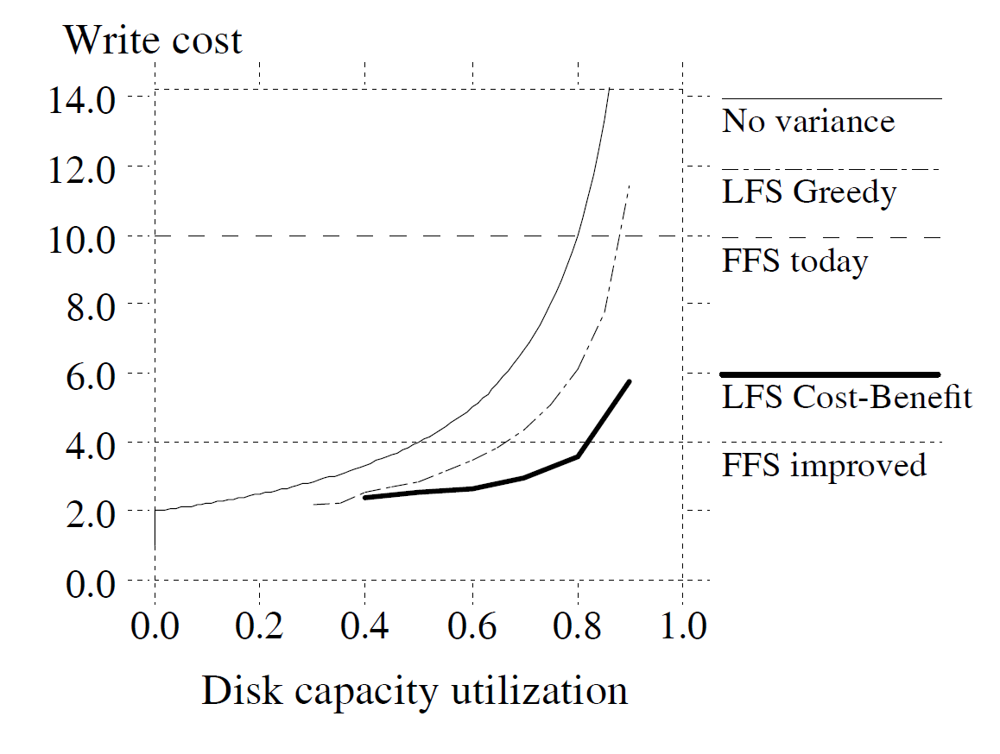 Write cost
14.0
No variance
12.0
LFS Greedy
10.0
FFS today
8.0
6.0
LFS Cost-Benefit
4.0
FFS improved
2.0
0.0
0.0 0.2 0.4 0.6 0.8 1.0
Disk capacity utilization